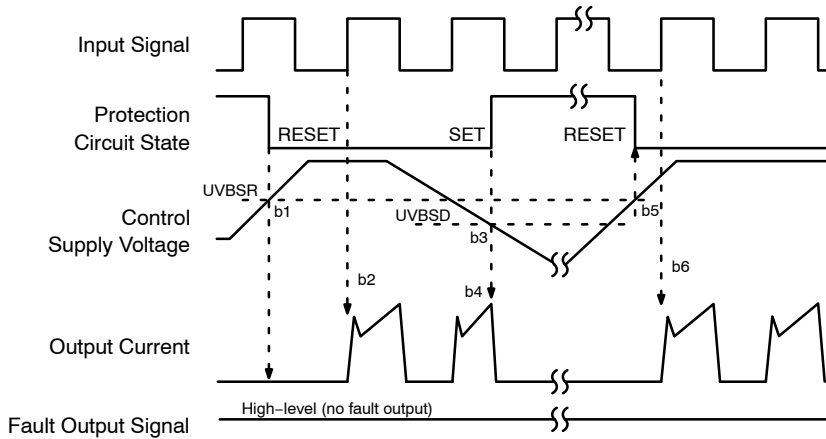 Input Signal
Protection
Circuit State
RESET
SET
RESET
UVBSR
b1
UVBSD
b3
b5
Control
Supply Voltage
b2
b4
b6
Output Current
High−level (no fault output)
Fault Output Signal